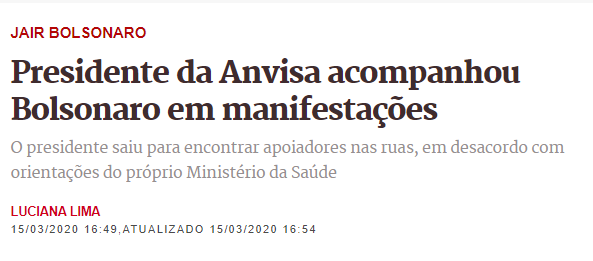 JAIR BOLSONARO
Presidente da Anvisa acompanhou
Bolsonaro em manifestações
O presidente saiu para encontrar apoiadores nas ruas, em desacordo com
orientações do próprio Ministério da Saúde
LUCIANA LIMA
15/03/2020 16:49,ATUALIZADO 15/03/2020 16:54